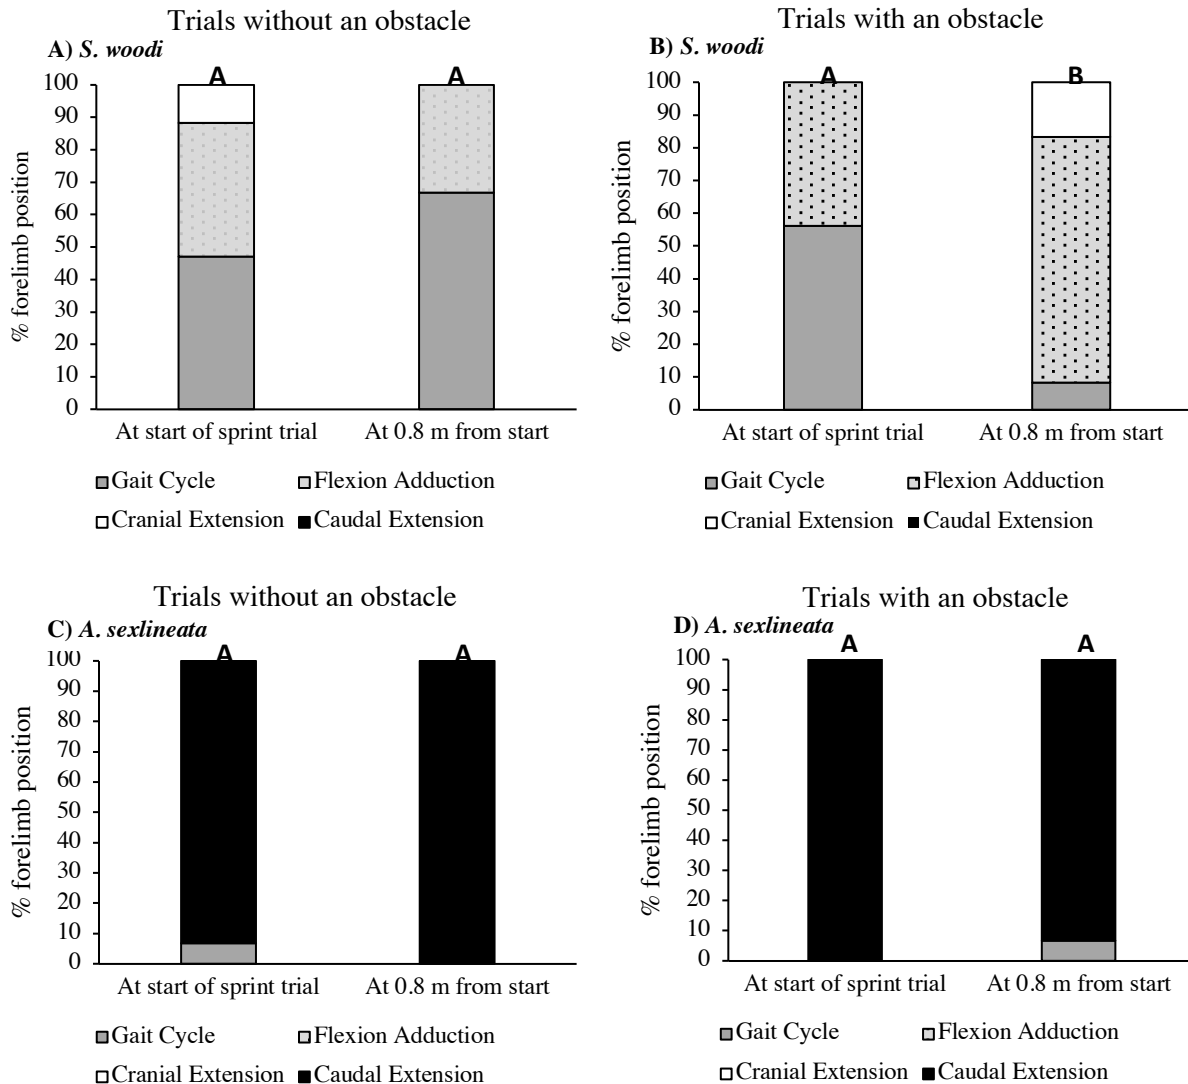 Trials without an obstacle
A) S. woodi
A A
100
90
80
70
60
50
40
30
20
10
0
% forelimb position
At start of sprint trial At 0.8 m from start
Gait Cycle Flexion Adduction
Cranial Extension Caudal Extension
Trials with an obstacle
B) S. woodi
A B
100
90
80
70
60
50
40
30
20
10
0
% forelimb position
At start of sprint trial At 0.8 m from start
Gait Cycle Flexion Adduction
Cranial Extension Caudal Extension
Trials without an obstacle
C) A. sexlineata
A A
100
90
80
70
60
50
40
30
20
10
0
% forelimb position
At start of sprint trial At 0.8 m from start
Gait Cycle Flexion Adduction
Cranial Extension Caudal Extension
Trials with an obstacle
D) A. sexlineata
A A
100
90
80
70
60
50
40
30
20
10
0
% forelimb position
At start of sprint trial At 0.8 m from start
Gait Cycle Flexion Adduction
Cranial Extension Caudal Extension